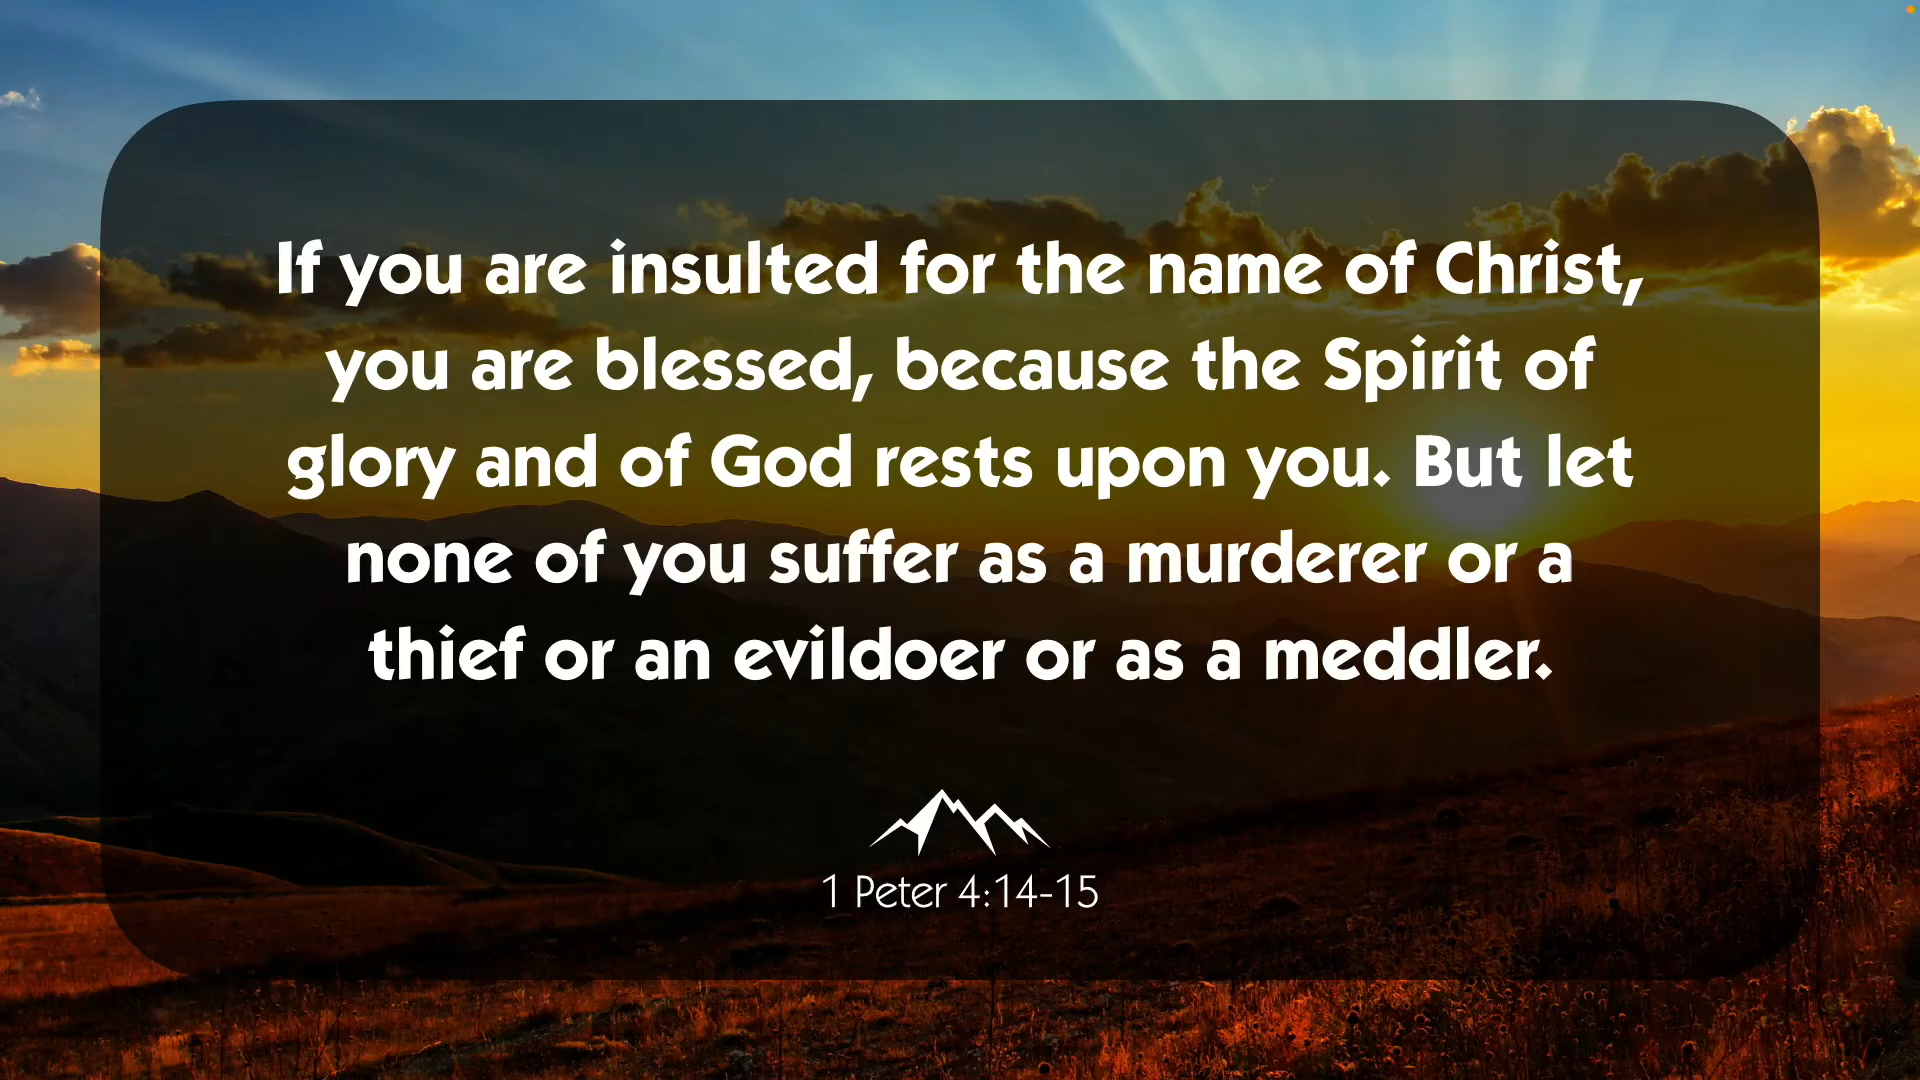 If you are insulted for the name of Christ,
you are blessed, because the Spirit of
glory and of God rests upon you. But let
none of you suffer as a murderer or a
thief or an evildoer or as a meddler.
1 Peter 4:14-15